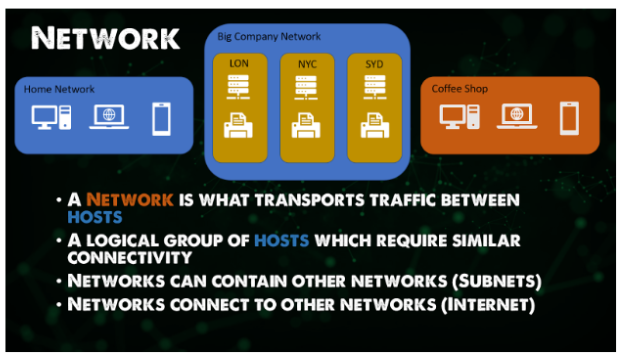 NETWORK
Big Company Network
LON NYC SYD
Home Network
Coffee Shop
• A NETWORK IS WHAT TRANSPORTS TRAFFIC BETWEEN
HOSTS
• A LOGICAL GROUP OF HOSTS WHICH REQUIRE SIMILAR
CONNECTIVITY
• NETWORKS CAN CONTAIN OTHER NETWORKS (SUBNETS)
• NETWORKS CONNECT TO OTHER NETWORKS (INTERNET)